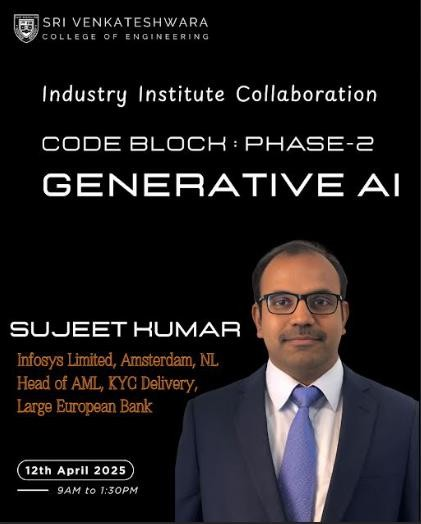 SRI VENKATESHWARA
COLLEGE OF ENGINEERING
Industry Institute Collaboration
CODE BLOCK : PHASE-2
GENERATIVE AI
SUJEET KUMAR
Infosys Limited, Amsterdam, NL
Head of AML, KYC Delivery,
Large European Bank
12th April 2025
9AM to 1:30PM